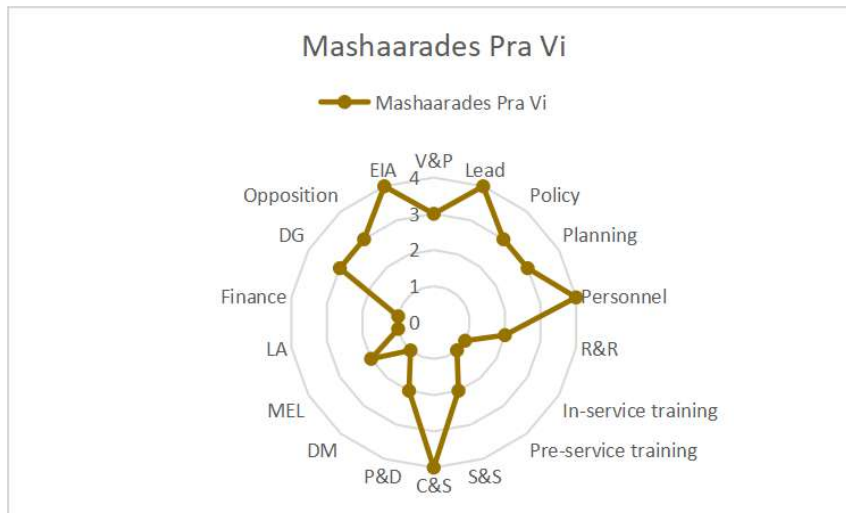 Mashaarades Pra Vi
Mashaarades Pra Vi
V&P
Lead
Policy
Planning
Personnel
R&R
In-service training
Pre-service training
S&S
C&S
P&D
DM
MEL
LA
Finance
DG
Opposition
EIA
4
3
2
1
0